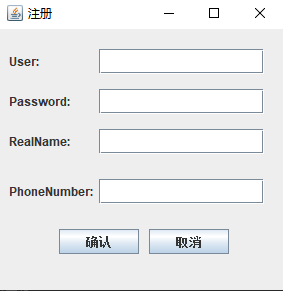 注册
User:
Password:
RealName:
PhoneNumber:
确认 取消